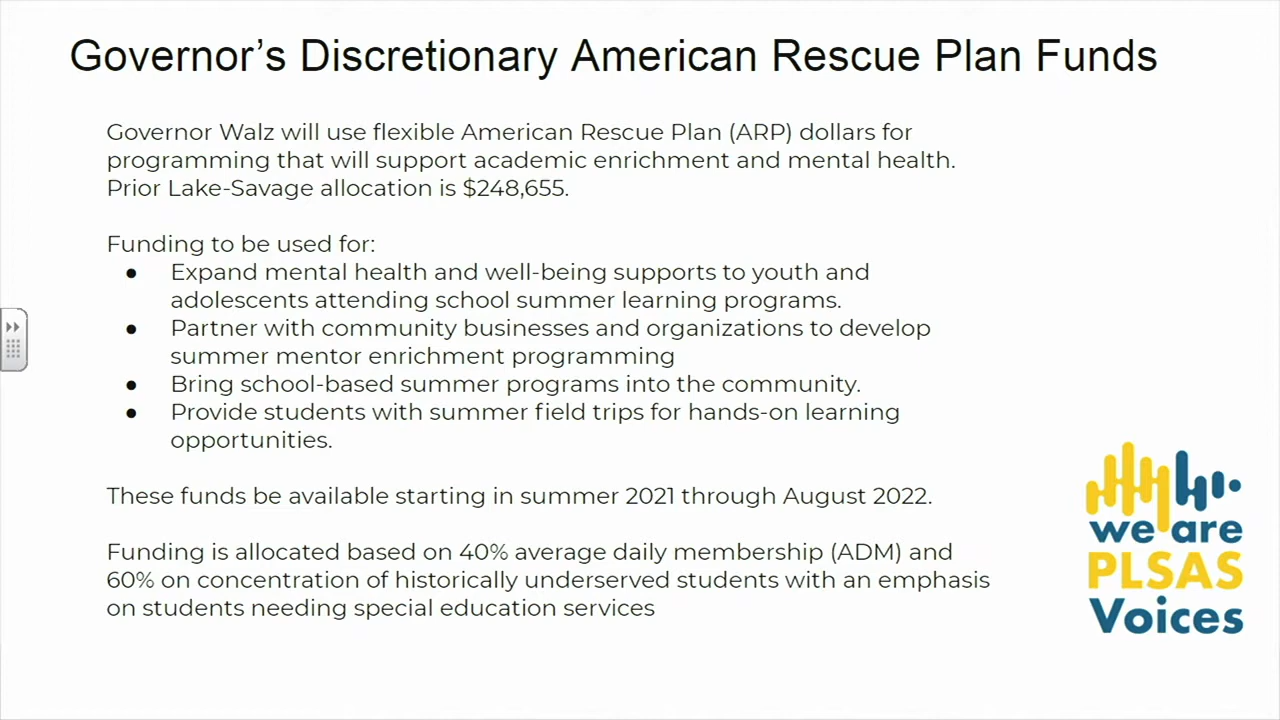 Governor's Discretionary American Rescue Plan Funds
Governor Walz will use flexible American Rescue Plan (ARP) dollars for
programming that will support academic enrichment and mental health.
Prior Lake-Savage allocation is $248,655.
Funding to be used for:
● Expand mental health and well-being supports to youth and
adolescents attending school summer learning programs.
● Partner with community businesses and organizations to develop
summer mentor enrichment programming
● Bring school-based summer programs into the community.
● Provide students with summer field trips for hands-on learning
opportunities.
These funds be available starting in summer 2021 through August 2022.
Funding is allocated based on 40% average daily membership (ADM) and
60% on concentration of historically underserved students with an emphasis
on students needing special education services
we are
PLSAS
Voices